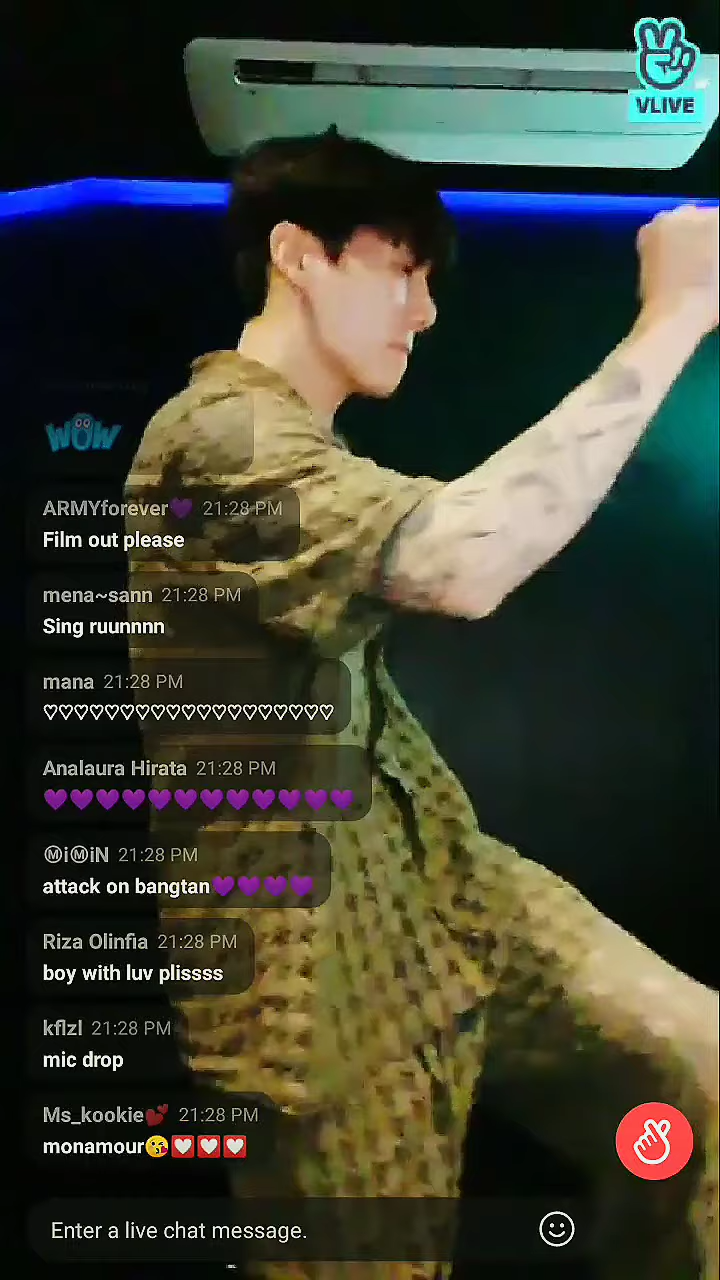 VLIVE
WOW
ARMYforever💜 21:28 PM
Film out please
mena~sann 21:28 PM
Sing ruunnnn
mana 21:28 PM
♡♡♡♡♡♡♡♡♡♡♡♡♡♡♡♡♡♡♡
Analaura Hirata 21:28 PM
💜💜💜💜💜💜💜💜💜💜💜💜
ⓂiⓂiN 21:28 PM
attack on bangtan💜💜💜💜
Riza Olinfia 21:28 PM
boy with luv plissss
kflzl 21:28 PM
mic drop
Ms_kookie💕 21:28 PM
monamour😘💟💟💟
Enter a live chat message.